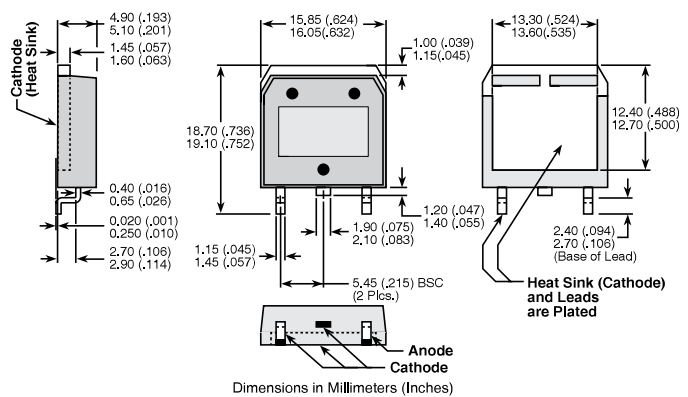 4.90 (.193)
5.10 (.201)
1.45 (.057)
1.60 (.063)
Cathode
(Heat Sink)
0.40 (.016)
0.65 (.026)
0.020 (.001)
0.250 (.010)
2.70 (.106)
2.90 (.114)
15.85 (.624)
16.05(.632)
1.00 (.039)
1.15(.045)
18.70 (.736)
19.10 (.752)
1.20 (.047)
1.40 (.055)
1.90 (.075)
2.10 (.083)
1.15 (.045)
1.45 (.057)
5.45 (.215) BSC
(2 Plcs.)
13.30 (.524)
13.60(.535)
12.40 (.488)
12.70 (.500)
2.40 (.094)
2.70 (.106)
(Base of Lead)
Heat Sink (Cathode)
and Leads
are Plated
Anode
Cathode
Dimensions in Millimeters (Inches)